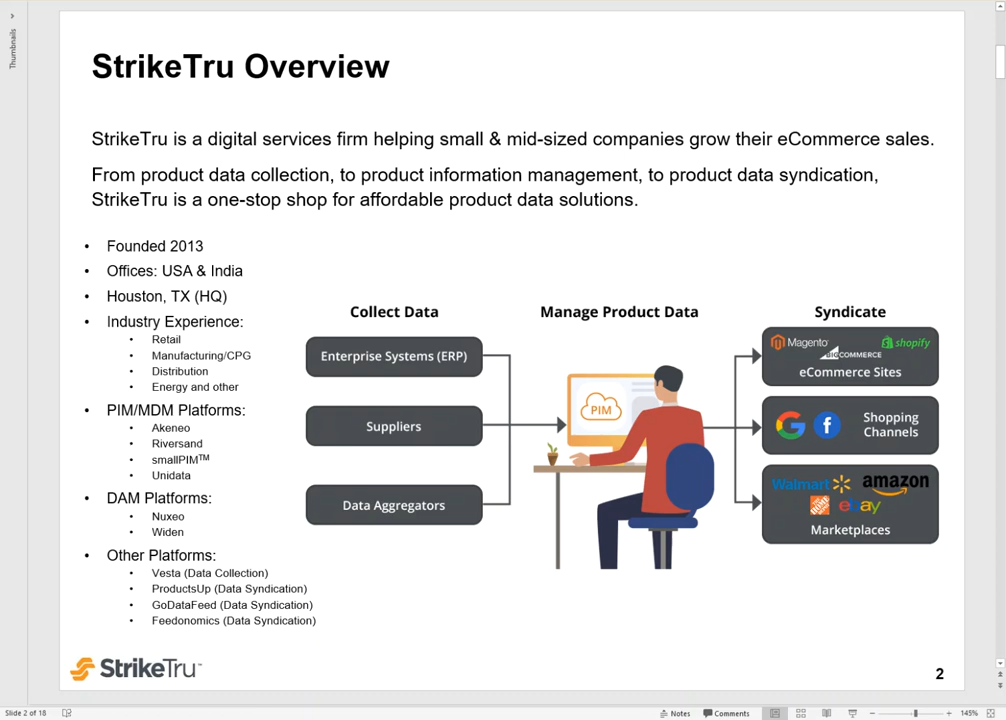 Thumbnails
StrikeTru Overview
StrikeTru is a digital services firm helping small & mid-sized companies grow their eCommerce sales.
From product data collection, to product information management, to product data syndication,
StrikeTru is a one-stop shop for affordable product data solutions.
• Founded 2013
• Offices: USA & India
• Houston, TX (HQ)
• Industry Experience:
• Retail
• Manufacturing/CPG
• Distribution
• Energy and other
• PIM/MDM Platforms:
• Akeneo
• Riversand
• smallPIM™
• Unidata
• DAM Platforms:
• Nuxeo
• Widen
• Other Platforms:
• Vesta (Data Collection)
• ProductsUp (Data Syndication)
• GoDataFeed (Data Syndication)
• Feedonomics (Data Syndication)
Collect Data
Enterprise Systems (ERP)
Suppliers
Data Aggregators
Manage Product Data
PIM
Syndicate
Magento shopify
BIGCOMMERCE
eCommerce Sites
G f Shopping
Channels
Walmart amazon
ebay
Marketplaces
StrikeTru™
2
Slide 2 of 18
Notes
Comments
145%